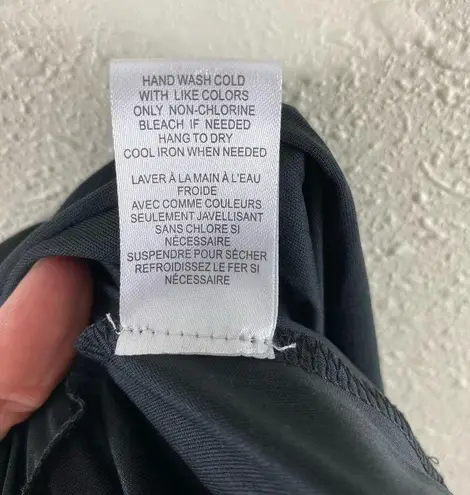 HAND WASH COLD
WITH LIKE COLORS
ONLY NON-CHLORINE
BLEACH IF NEEDED
HANG TO DRY
COOL IRON WHEN NEEDED
LAVER À LA MAIN À L'EAU
FROIDE
AVEC COMME COULEURS
SEULEMENT JAVELLISANT
SANS CHLORE SI
NÉCESSAIRE
SUSPENDRE POUR SÉCHER
REFROIDISSEZ LE FER SI
NÉCESSAIRE